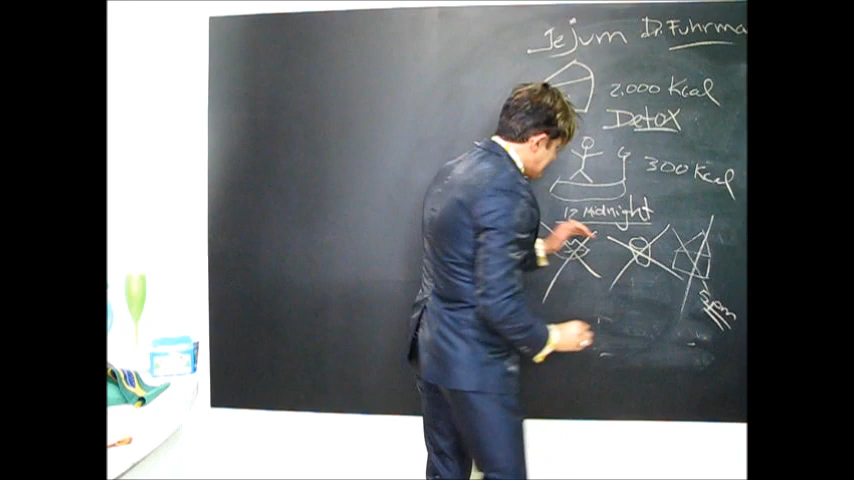 Jejum Dr. Fuhrma
2.000 Kcal
Detox
300 Kcal
12 Midnight
5pm